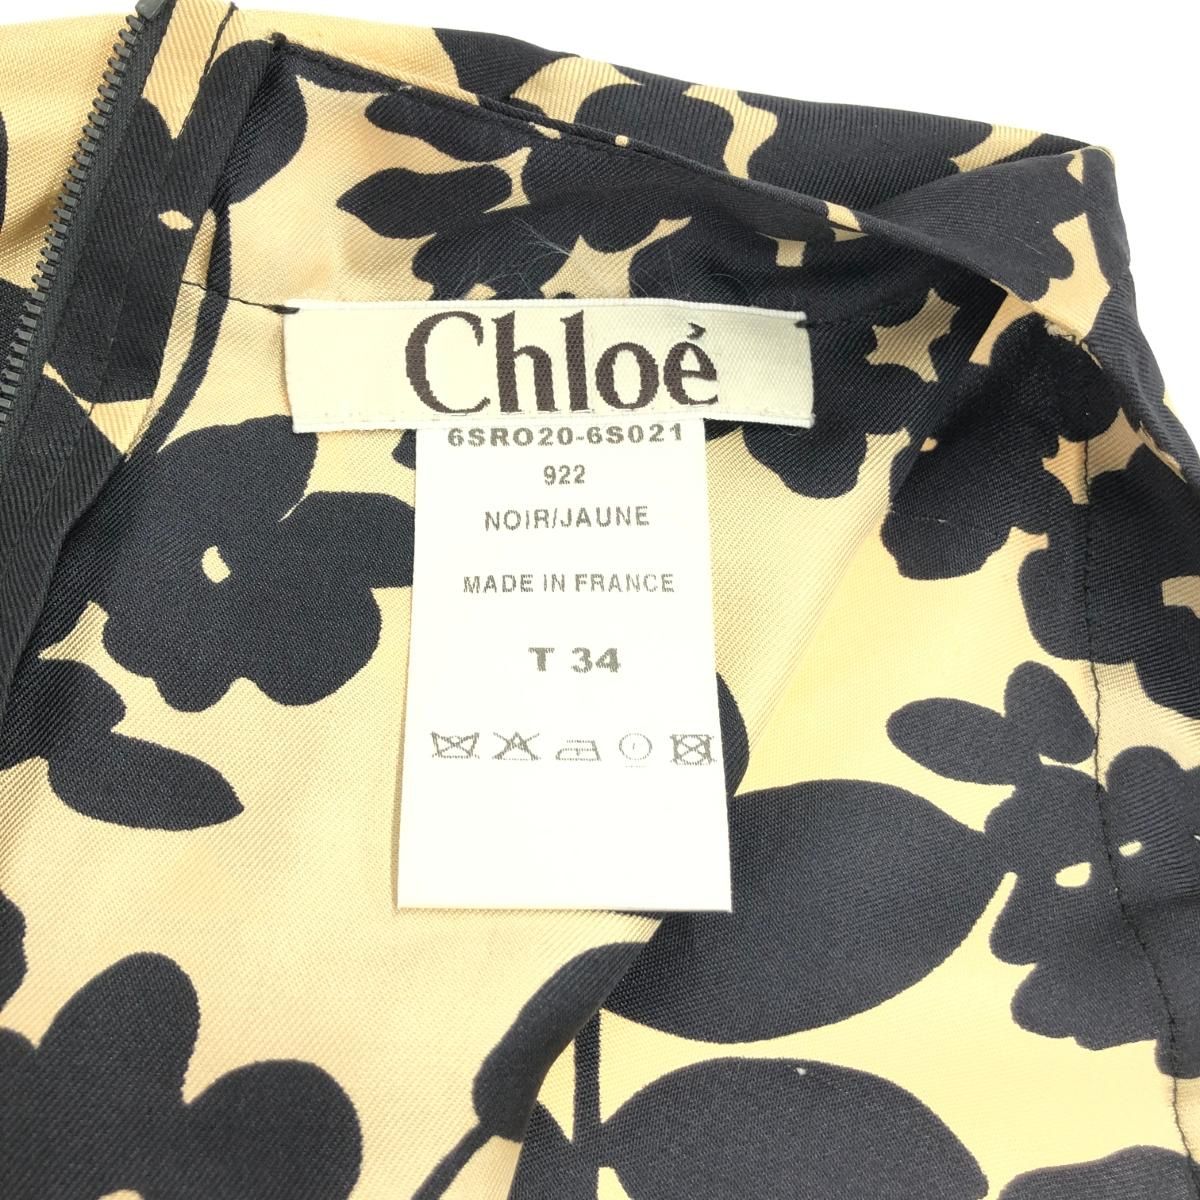 Chloé
6SRO20-6S021
922
NOIR/JAUNE
MADE IN FRANCE
T 34